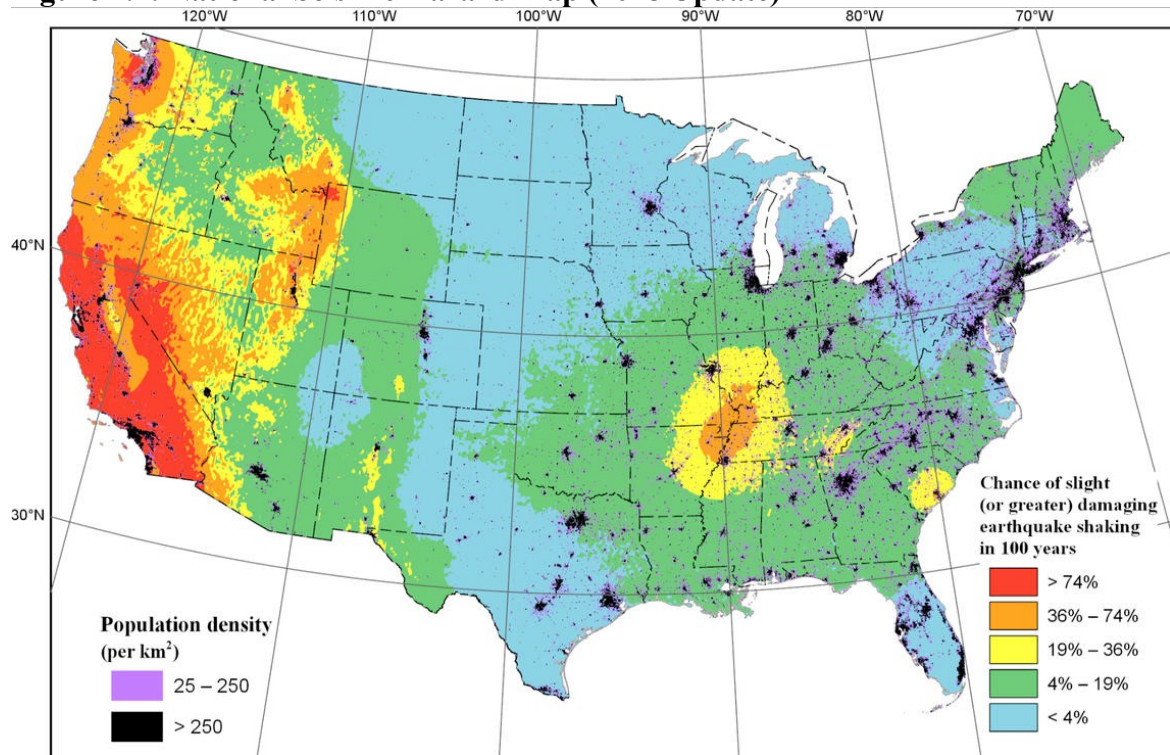 120°W 110°W 100°W 90°W 80°W 70°W
40°N
30°N
Population density
(per km²)
25 – 250
> 250
Chance of slight
(or greater) damaging
earthquake shaking
in 100 years
> 74%
36% – 74%
19% – 36%
4% – 19%
< 4%